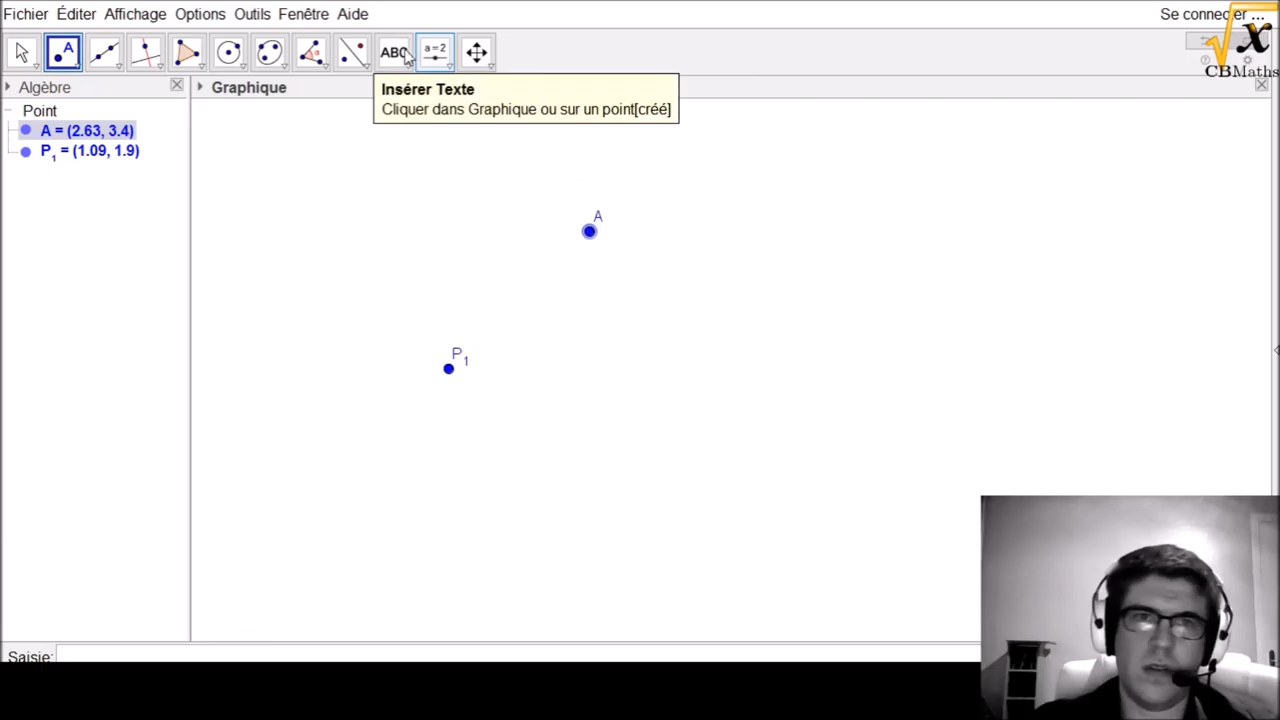 Fichier Éditer Affichage Options Outils Fenêtre Aide Se connecter ...
A ABC a=2
x
CBMaths
Algèbre Graphique
Insérer Texte
Cliquer dans Graphique ou sur un point[créé]
Point
A = (2.63, 3.4)
P1 = (1.09, 1.9)
A
P1
Saisie: